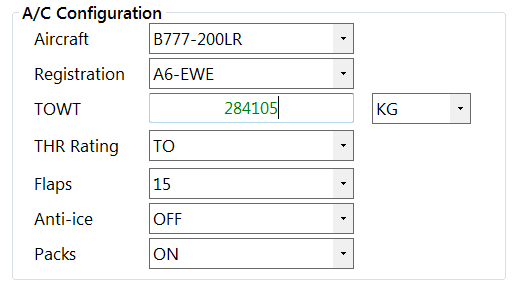 A/C Configuration
Aircraft B777-200LR
Registration A6-EWE
TOWT 284105 KG
THR Rating TO
Flaps 15
Anti-ice OFF
Packs ON